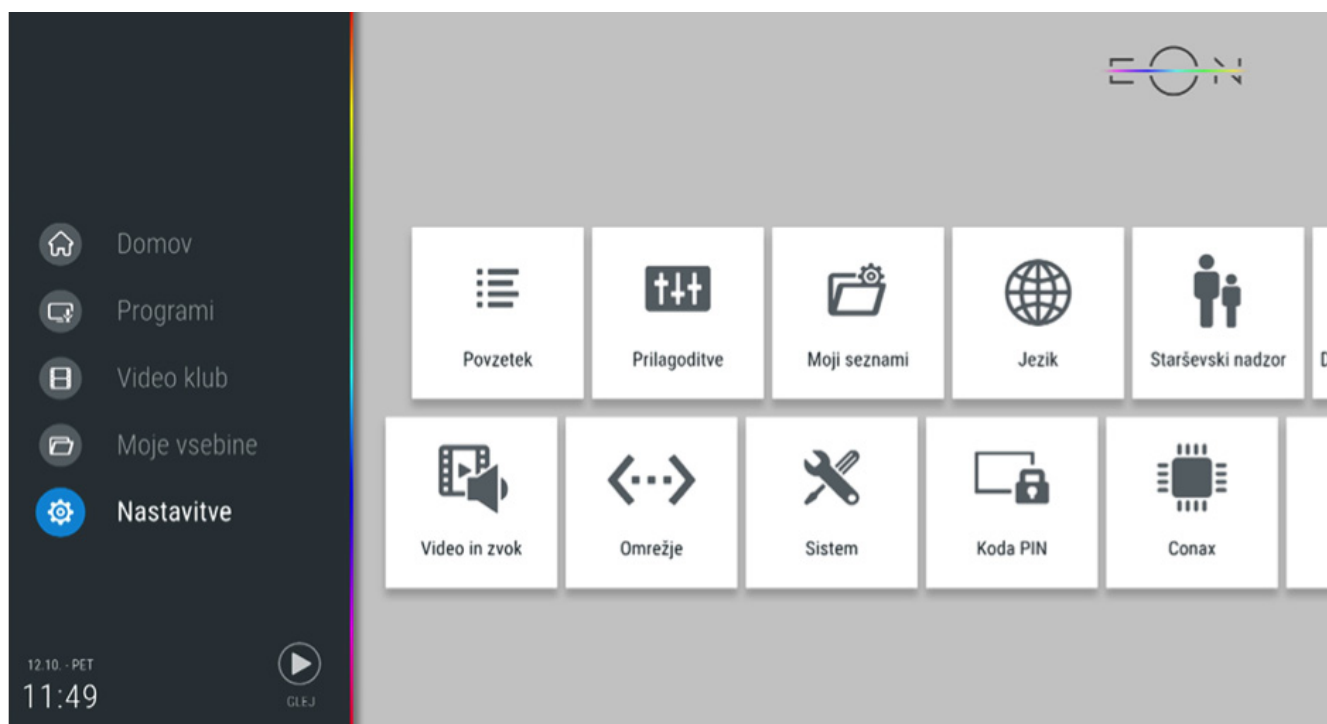 EON
Domov
Programi
Video klub
Moje vsebine
Nastavitve
12.10. - PET
11:49
GLEJ
Povzetek
Prilagoditve
Moji seznami
Jezik
Starševski nadzor
Video in zvok
Omrežje
Sistem
Koda PIN
Conax